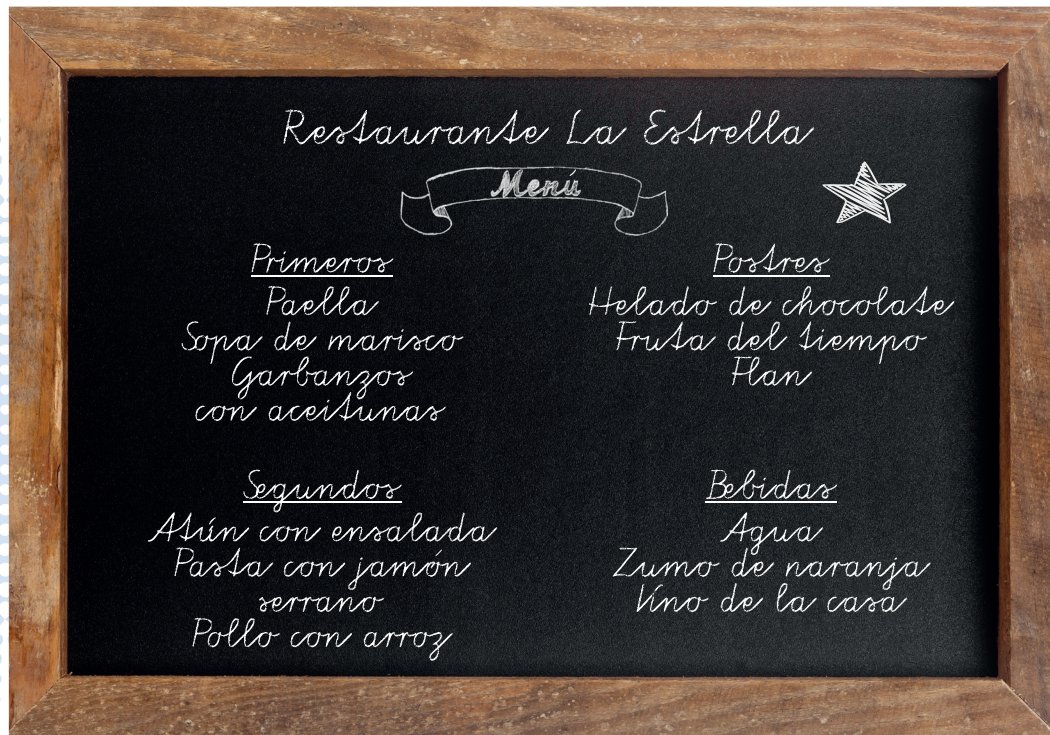 Restaurante La Estrella
Menú
Primeros
Paella
Sopa de marisco
Garbanzos
con aceitunas
Segundos
Atún con ensalada
Pasta con jamón
serrano
Pollo con arroz
Postres
Helado de chocolate
Fruta del tiempo
Flan
Bebidas
Agua
Zumo de naranja
Vino de la casa